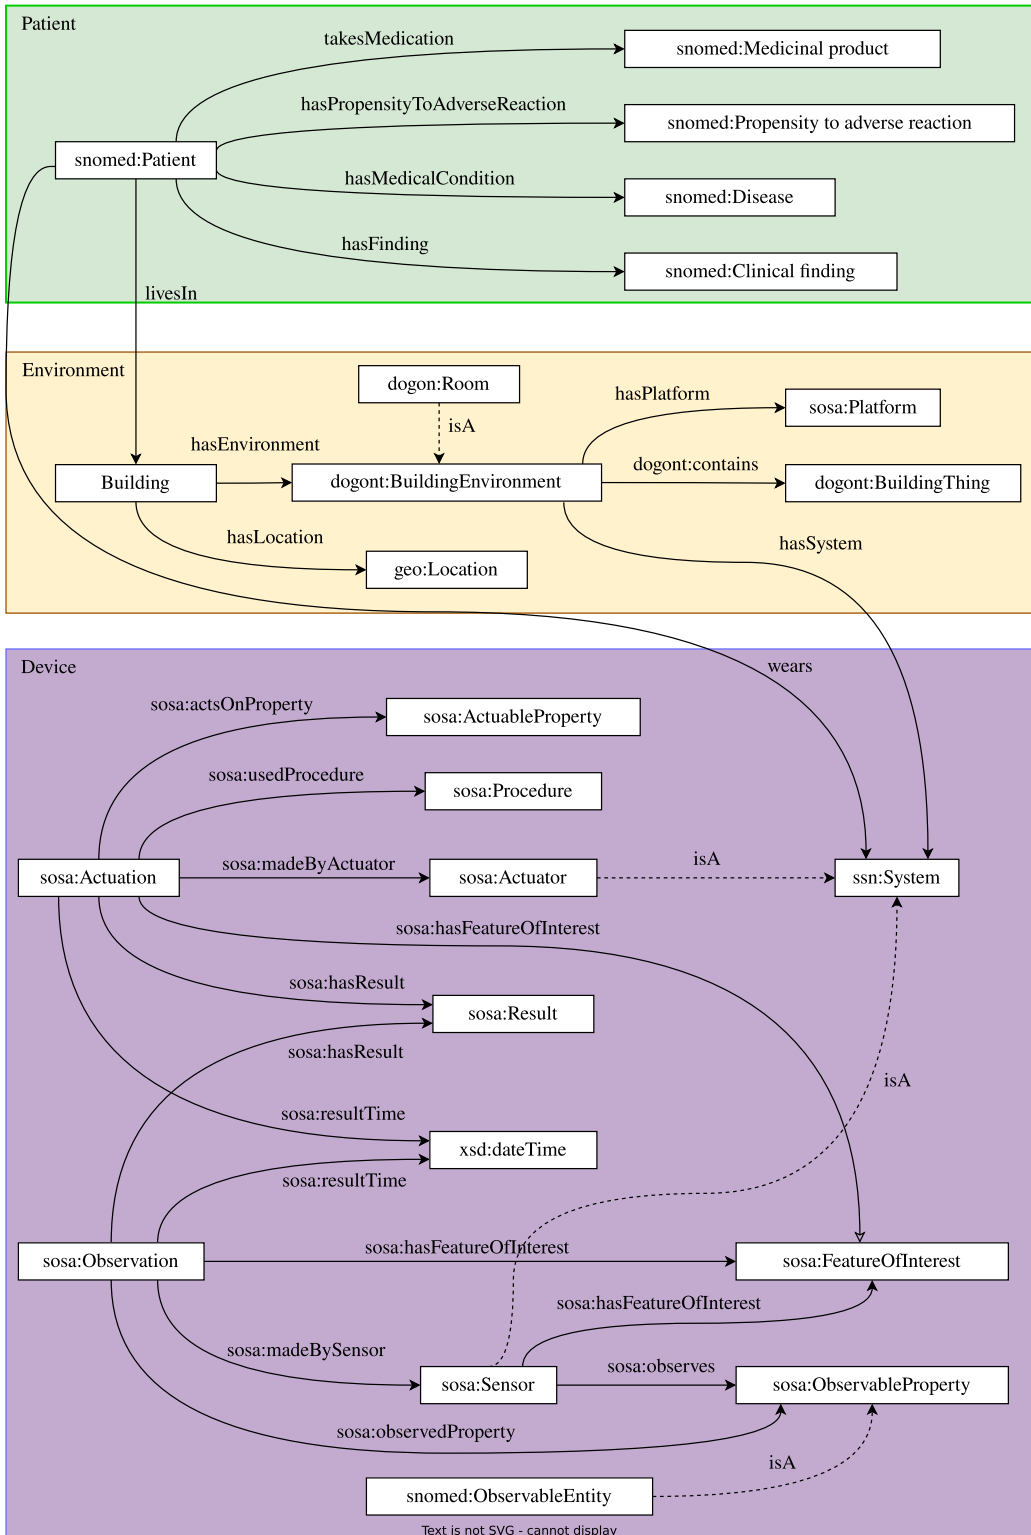 Patient
takesMedication
snomed:Medicinal product
hasPropensityToAdverseReaction
snomed:Propensity to adverse reaction
snomed:Patient
hasMedicalCondition
snomed:Disease
hasFinding
snomed:Clinical finding
livesIn
Environment
dogon:Room
hasPlatform
sosa:Platform
isA
hasEnvironment
dogont:contains
Building
dogont:BuildingEnvironment
dogont:BuildingThing
hasLocation
hasSystem
geo:Location
Device
wears
sosa:actsOnProperty
sosa:ActuableProperty
sosa:usedProcedure
sosa:Procedure
sosa:madeByActuator
isA
sosa:Actuation
sosa:Actuator
ssn:System
sosa:hasFeatureOfInterest
sosa:hasResult
sosa:Result
sosa:hasResult
isA
sosa:resultTime
xsd:dateTime
sosa:resultTime
sosa:hasFeatureOfInterest
sosa:Observation
sosa:FeatureOfInterest
sosa:hasFeatureOfInterest
sosa:madeBySensor
sosa:observes
sosa:Sensor
sosa:ObservableProperty
sosa:observedProperty
isA
snomed:ObservableEntity
Text is not SVG - cannot display